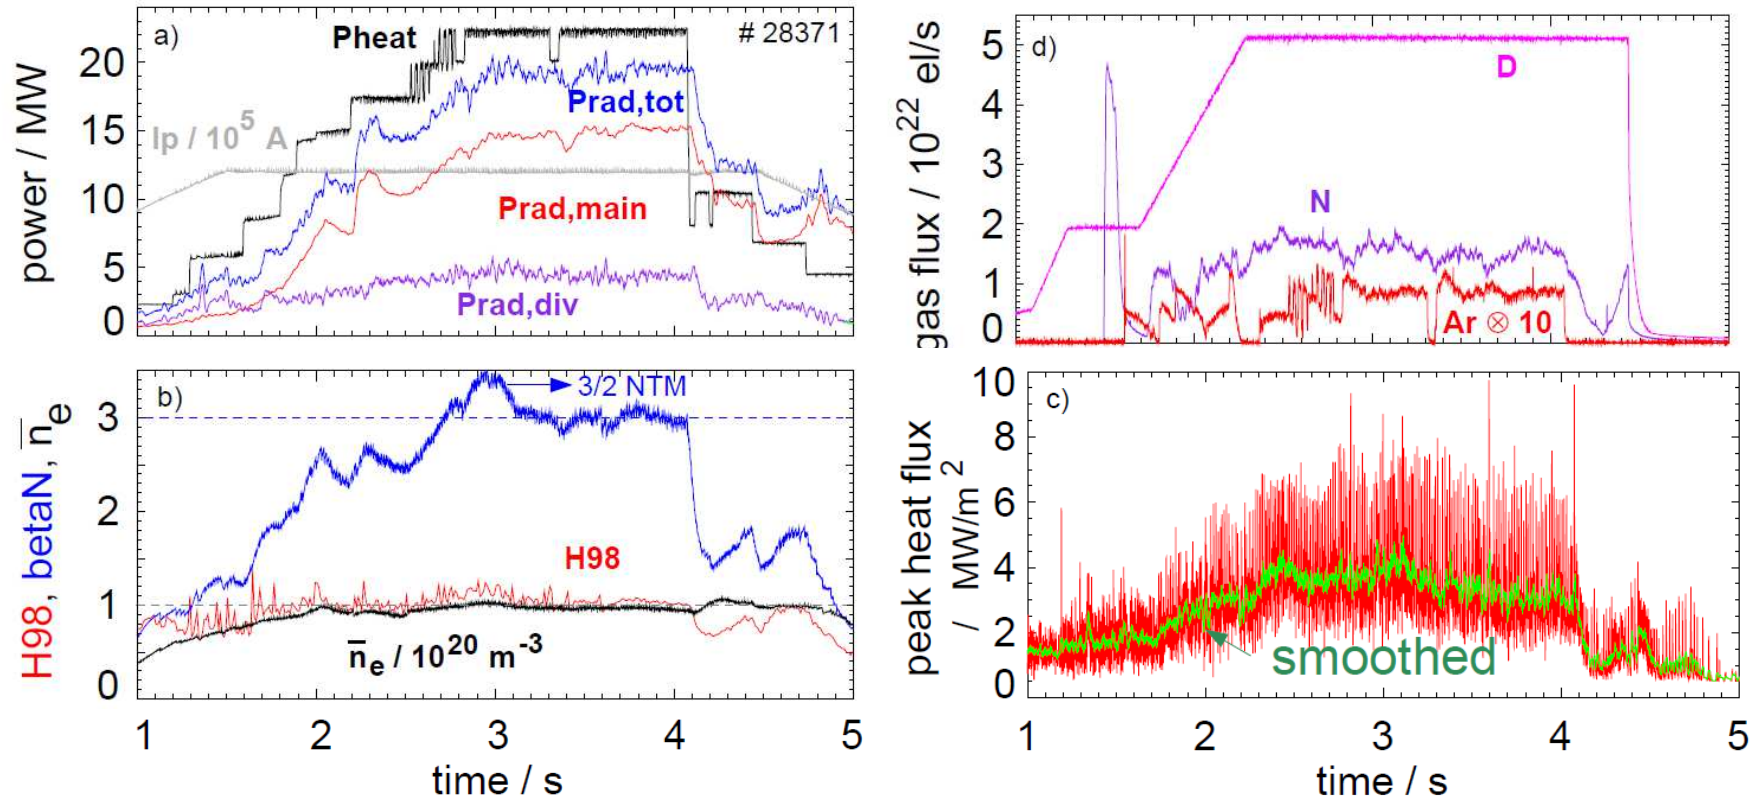 a)
Pheat
# 28371
Prad,tot
Ip / 10⁵ A
Prad,main
Prad,div
power / MW
20
15
10
5
0
b)
3/2 NTM
H98
n̅e / 10²⁰ m⁻³
H98, betaN, n̅e
3
2
1
0
1 2 3 4 5
time / s
d)
D
N
Ar ⊗ 10
gas flux / 10²² el/s
5
4
3
2
1
0
c)
smoothed
peak heat flux
/ MW/m²
10
8
6
4
2
0
1 2 3 4 5
time / s